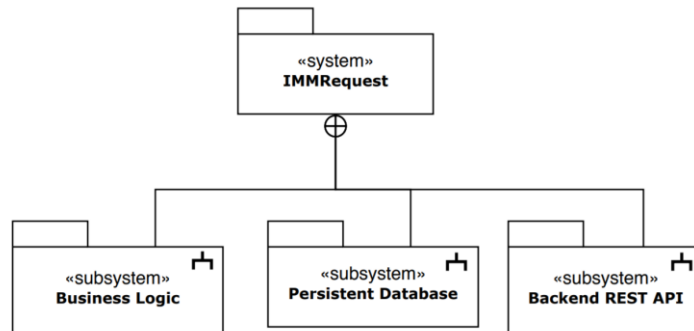 «system»
IMMRequest
«subsystem»
Business Logic
«subsystem»
Persistent Database
«subsystem»
Backend REST API